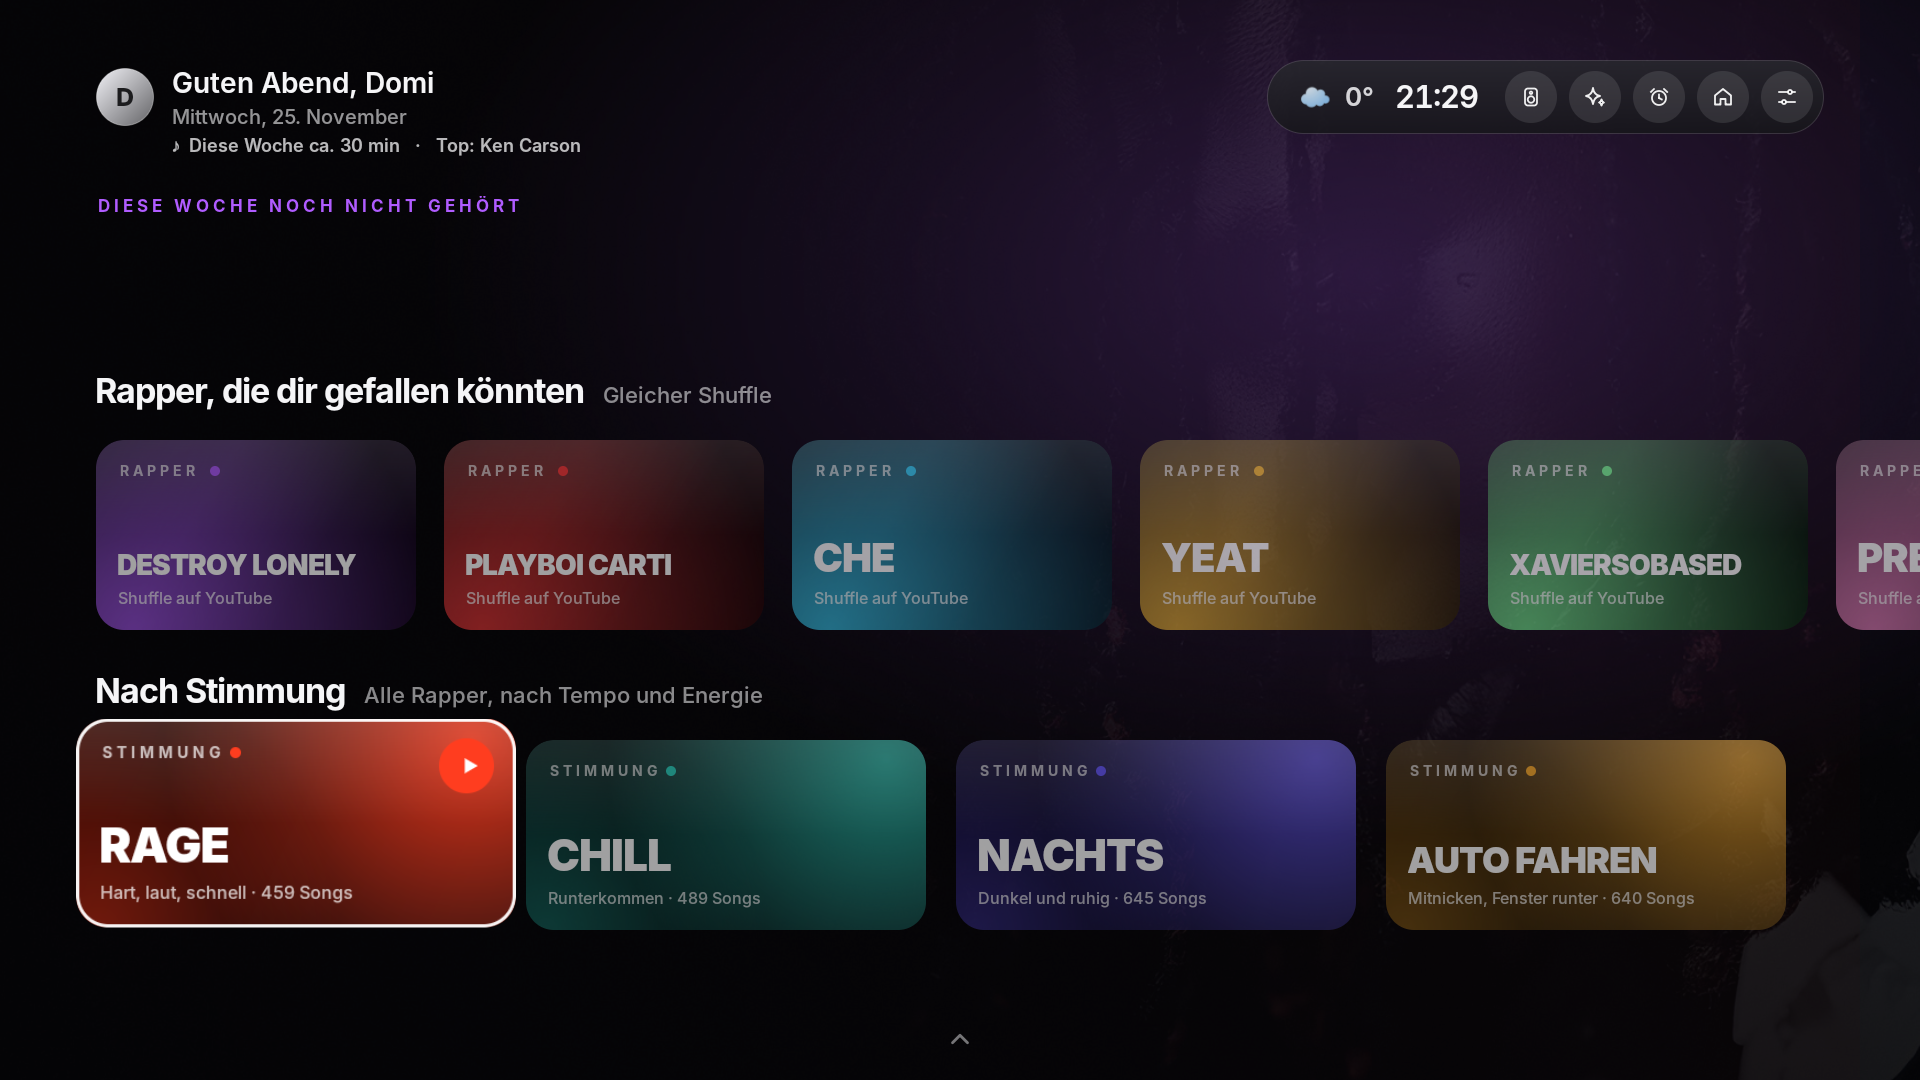 D
Guten Abend, Domi
Mittwoch, 25. November
♪ Diese Woche ca. 30 min · Top: Ken Carson
0° 21:29
DIESE WOCHE NOCH NICHT GEHÖRT
Rapper, die dir gefallen könnten Gleicher Shuffle
RAPPER
DESTROY LONELY
Shuffle auf YouTube
RAPPER
PLAYBOI CARTI
Shuffle auf YouTube
RAPPER
CHE
Shuffle auf YouTube
RAPPER
YEAT
Shuffle auf YouTube
RAPPER
XAVIERSOBASED
Shuffle auf YouTube
RAPPE
PRE
Shuffle a
Nach Stimmung Alle Rapper, nach Tempo und Energie
STIMMUNG
RAGE
Hart, laut, schnell · 459 Songs
STIMMUNG
CHILL
Runterkommen · 489 Songs
STIMMUNG
NACHTS
Dunkel und ruhig · 645 Songs
STIMMUNG
AUTO FAHREN
Mitnicken, Fenster runter · 640 Songs